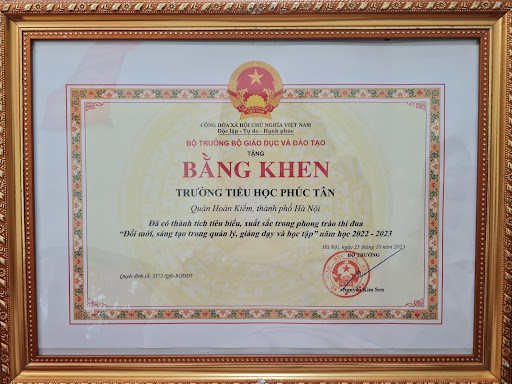 CỘNG HÒA XÃ HỘI CHỦ NGHĨA VIỆT NAM
Độc lập - Tự do - Hạnh phúc
BỘ TRƯỞNG BỘ GIÁO DỤC VÀ ĐÀO TẠO
TẶNG
BẰNG KHEN
TRƯỜNG TIỂU HỌC PHÚC TÂN
Quận Hoàn Kiếm, thành phố Hà Nội
Đã có thành tích tiêu biểu, xuất sắc trong phong trào thi đua
“Đổi mới, sáng tạo trong quản lý, giảng dạy và học tập” năm học 2022 - 2023
Hà Nội, ngày 25 tháng 10 năm 2023
BỘ TRƯỞNG
Quyết định số: /QĐ-BGDĐT
Nguyễn Kim Sơn